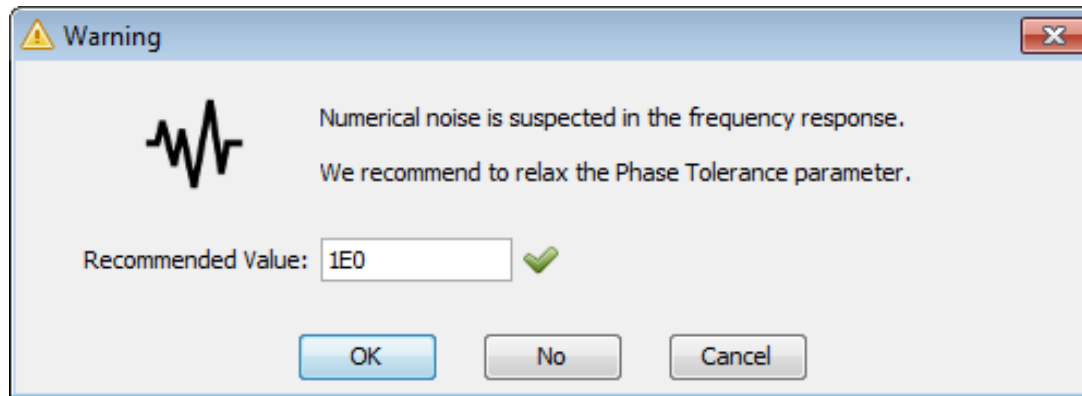 Warning
Numerical noise is suspected in the frequency response.
We recommend to relax the Phase Tolerance parameter.
Recommended Value: 1E0
OK No Cancel